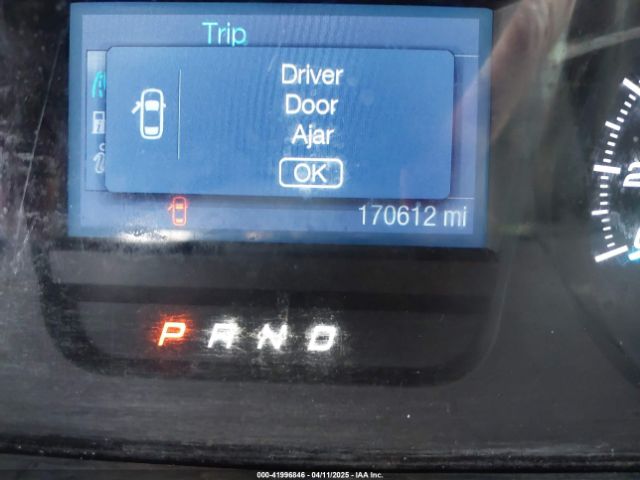 Trip
Driver
Door
Ajar
OK
170612 mi
P R N D
000-41996846 - 04/11/2025 - IAA Inc.